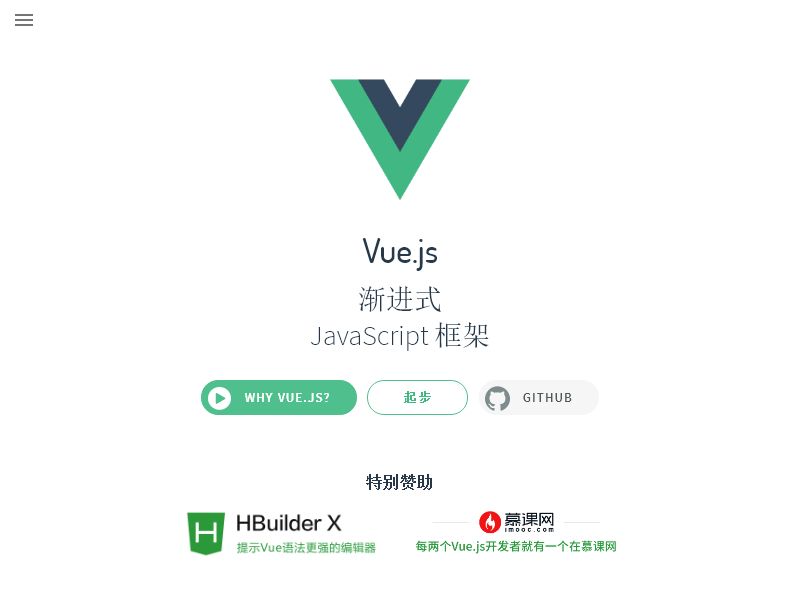 Vue.js
渐进式
JavaScript 框架
WHY VUE.JS?
起步
GITHUB
特别赞助
H HBuilder X
提示Vue语法更强的编辑器
慕课网
imooc.com
每两个Vue.js开发者就有一个在慕课网